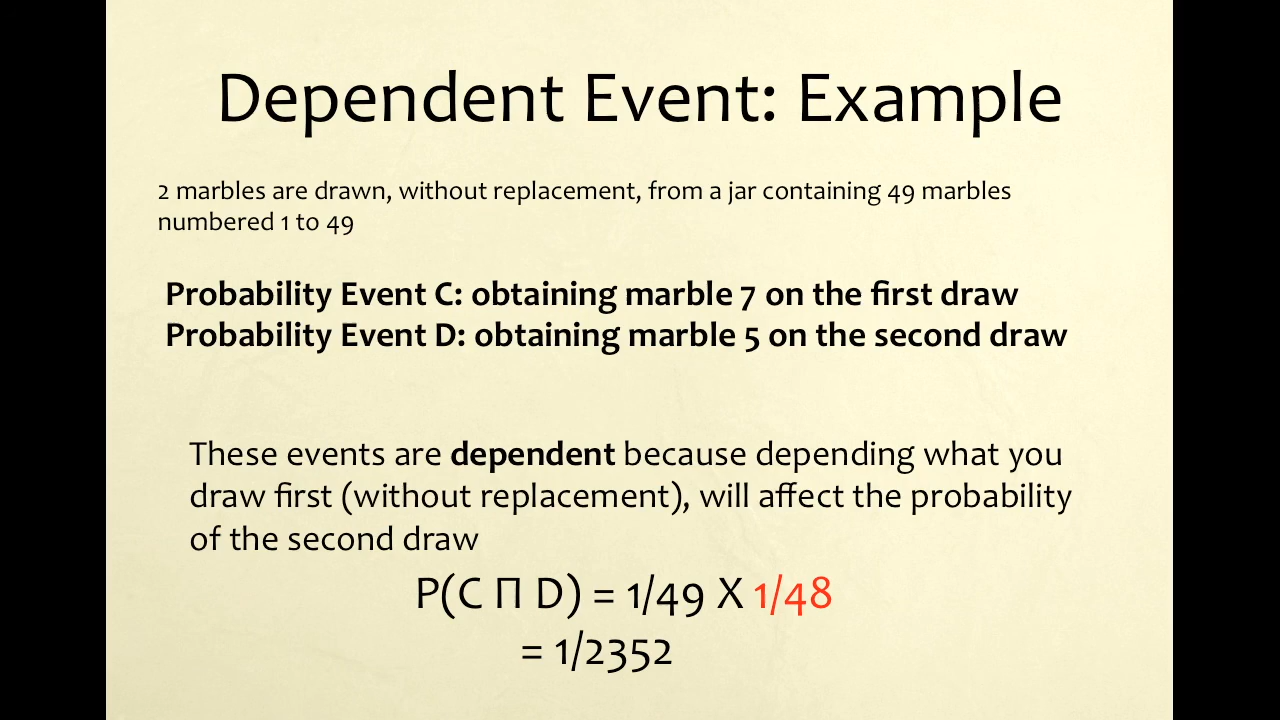 Dependent Event: Example
2 marbles are drawn, without replacement, from a jar containing 49 marbles
numbered 1 to 49
Probability Event C: obtaining marble 7 on the first draw
Probability Event D: obtaining marble 5 on the second draw
These events are dependent because depending what you
draw first (without replacement), will affect the probability
of the second draw
P(C Π D) = 1/49 X 1/48
= 1/2352